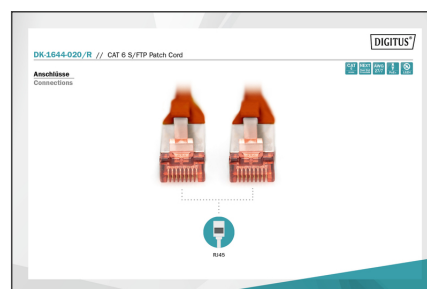 DIGITUS®
DK-1644-020/R // CAT 6 S/FTP Patch Cord
Anschlüsse
Connections
RJ45